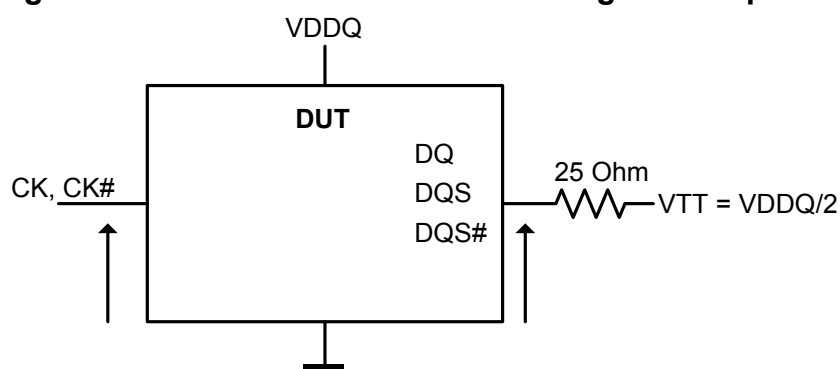 VDDQ
DUT
DQ
25 Ohm
CK, CK#
DQS
VTT = VDDQ/2
DQS#